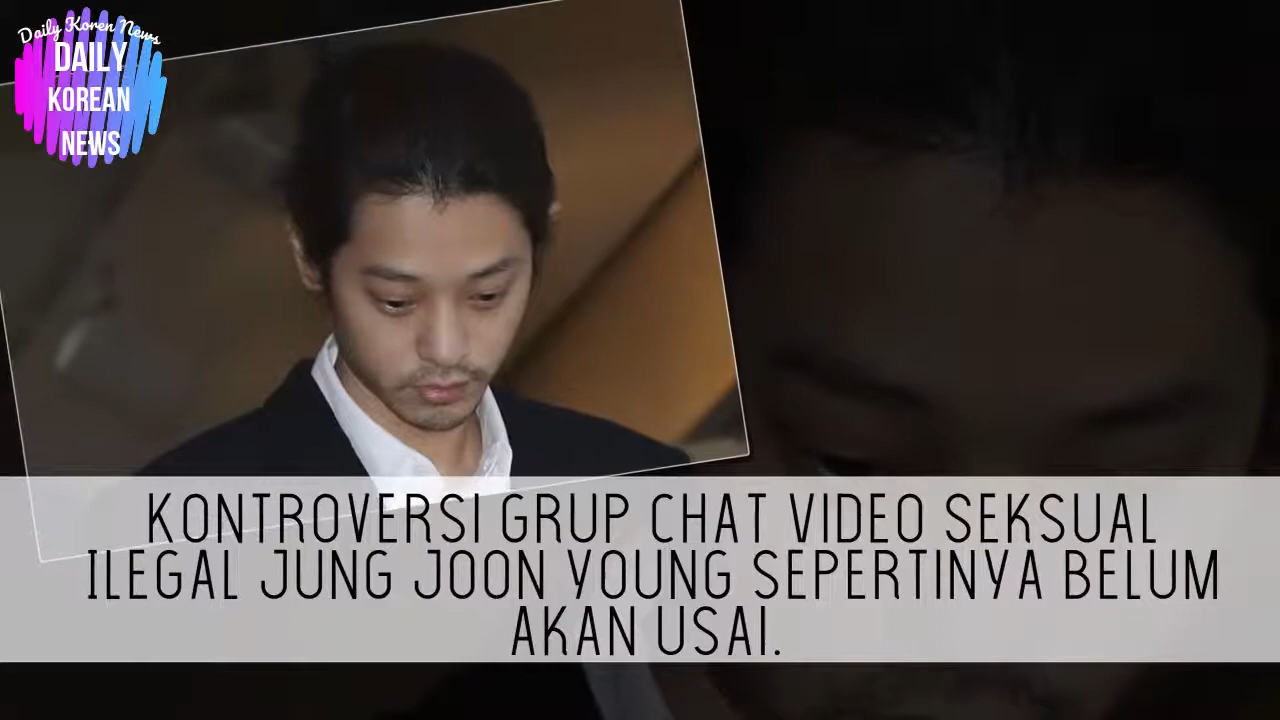 Daily Koren News
DAILY
KOREAN
NEWS
KONTROVERSI GRUP CHAT VIDEO SEKSUAL
ILEGAL JUNG JOON YOUNG SEPERTINYA BELUM
AKAN USAI.